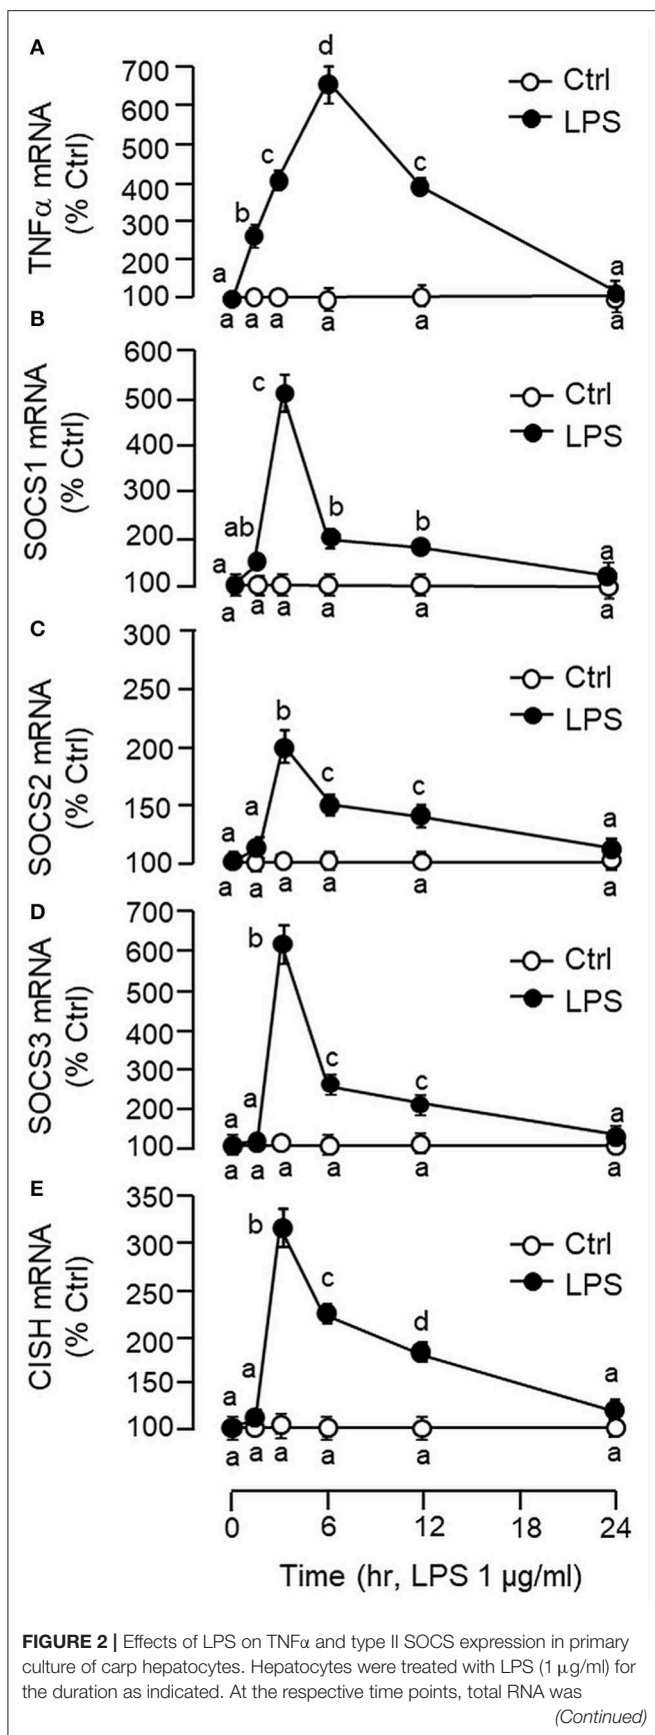 A
TNFα mRNA
(% Ctrl)
700
600
500
400
300
200
100
Ctrl
LPS
a
b
c
d
c
a
a a a a a a
B
SOCS1 mRNA
(% Ctrl)
600
500
400
300
200
100
Ctrl
LPS
a
ab
c
b
b
a
a a a a a a
C
SOCS2 mRNA
(% Ctrl)
300
250
200
150
100
Ctrl
LPS
a
a
b
c
c
a
a a a a a a
D
SOCS3 mRNA
(% Ctrl)
700
600
500
400
300
200
100
Ctrl
LPS
a
a
b
c
c
a
a a a a a a
E
CISH mRNA
(% Ctrl)
350
300
250
200
150
100
Ctrl
LPS
a
a
b
c
d
a
a a a a a a
0 6 12 18 24
Time (hr, LPS 1 μg/ml)
FIGURE 2 | Effects of LPS on TNFα and type II SOCS expression in primary
culture of carp hepatocytes. Hepatocytes were treated with LPS (1 μg/ml) for
the duration as indicated. At the respective time points, total RNA was
(Continued)